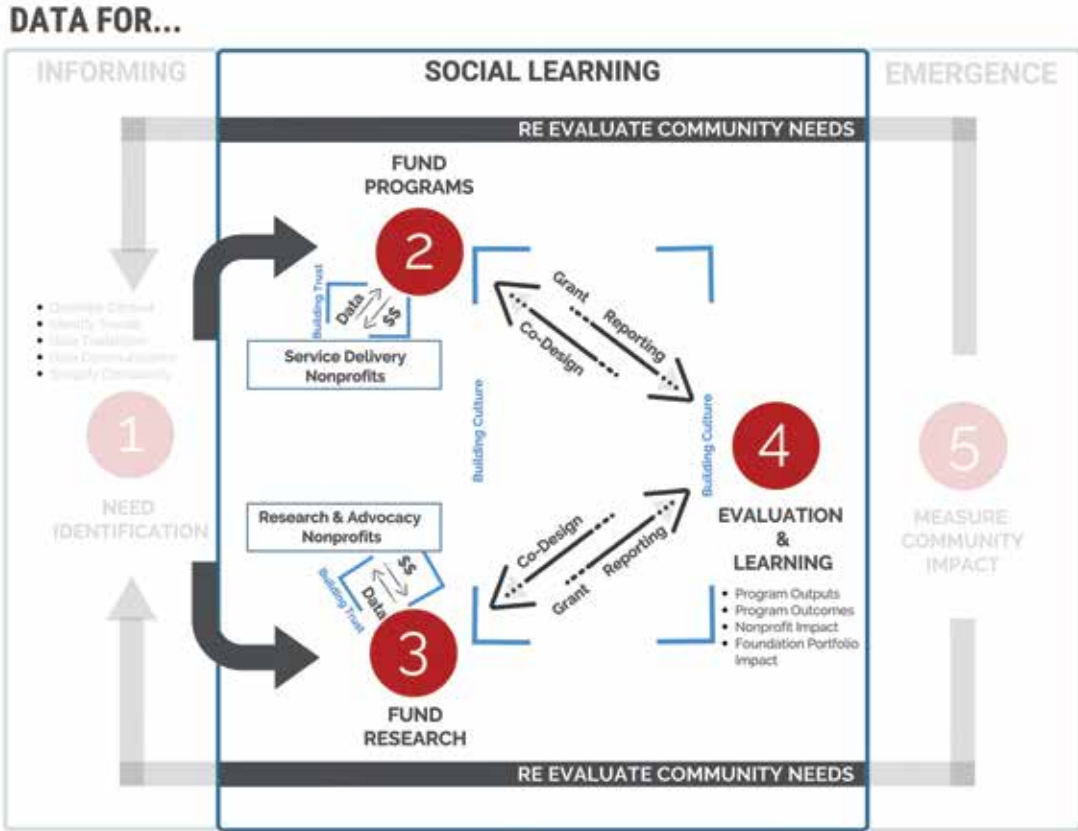 DATA FOR...
INFORMING
SOCIAL LEARNING
EMERGENCE
RE EVALUATE COMMUNITY NEEDS
FUND
PROGRAMS
2
Building Trust
Data
$$
Service Delivery
Nonprofits
Grant Reporting
Co-Design
Building Culture
Building Culture
1
NEED
IDENTIFICATION
4
EVALUATION
&
LEARNING
• Program Outputs
• Program Outcomes
• Nonprofit Impact
• Foundation Portfolio
Impact
5
MEASURE
COMMUNITY
IMPACT
Research & Advocacy
Nonprofits
Building Trust
Data
$$
Co-Design
Grant Reporting
3
FUND
RESEARCH
RE EVALUATE COMMUNITY NEEDS